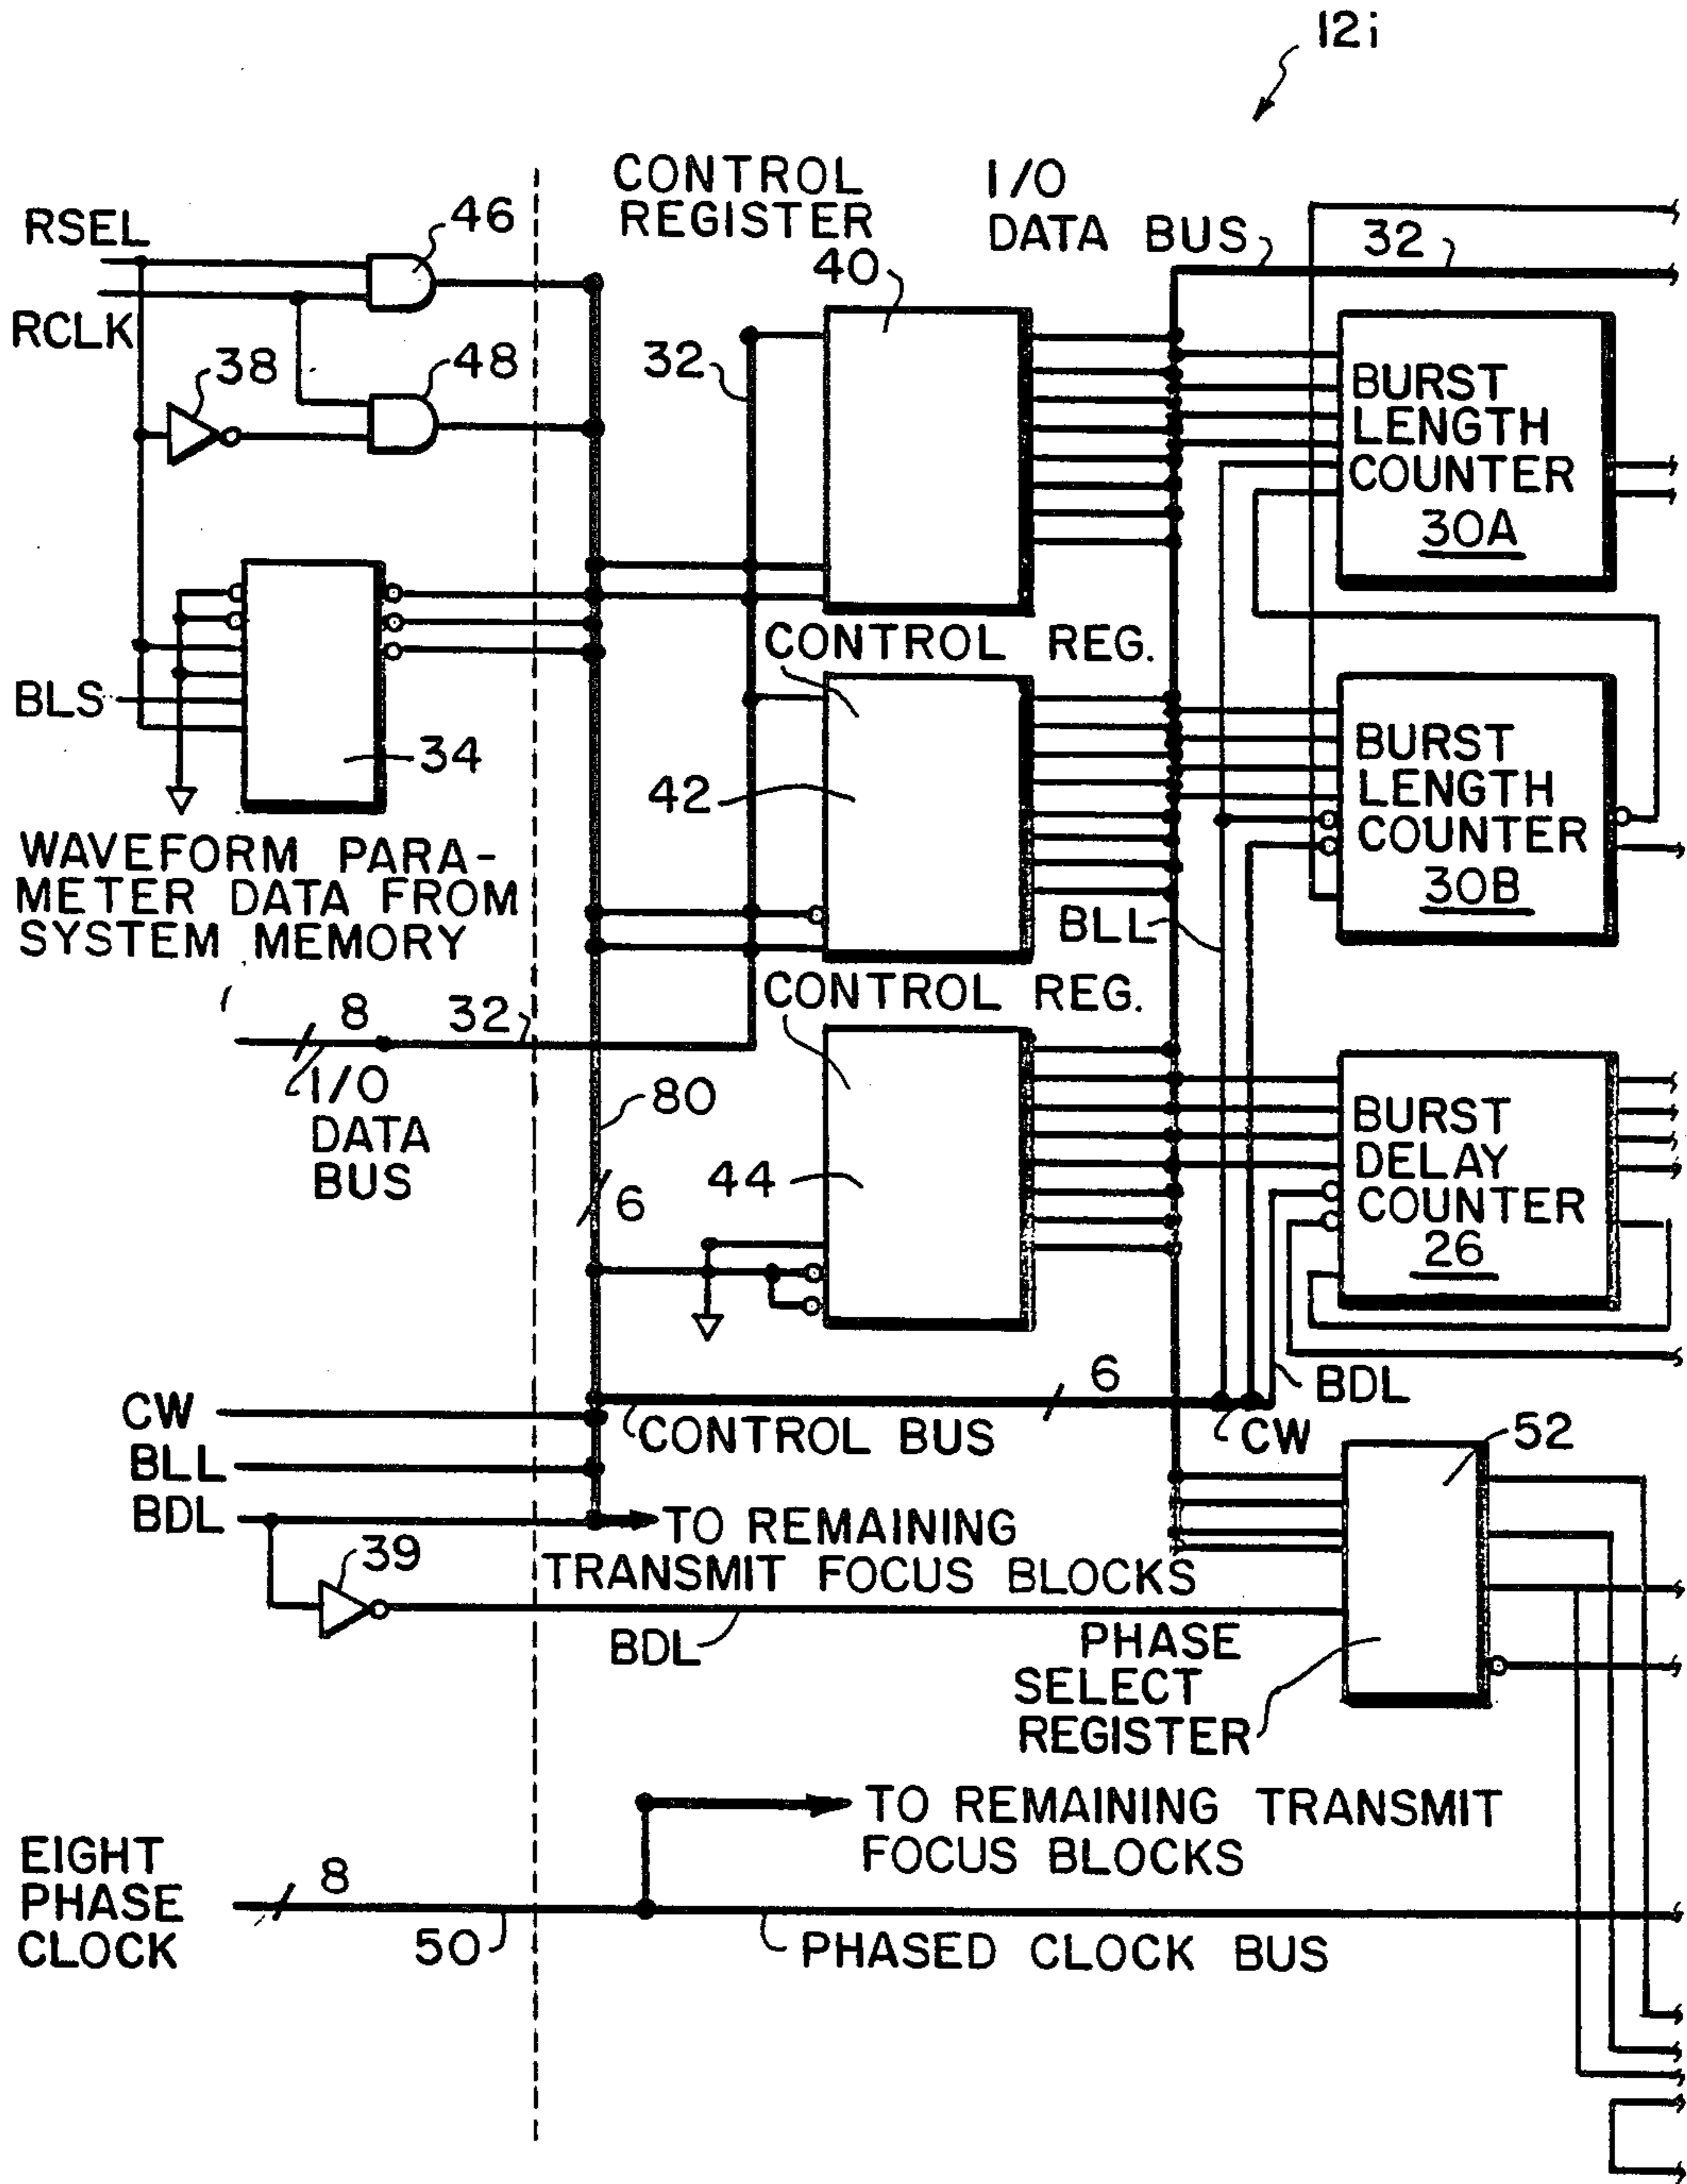 12i
RSEL
46
CONTROL
REGISTER
I/O
DATA BUS
32
40
RCLK
38
48
32
BURST
LENGTH
COUNTER
30A
CONTROL REG.
BLS
34
42
BURST
LENGTH
COUNTER
30B
WAVEFORM PARA-
METER DATA FROM
SYSTEM MEMORY
BLL
CONTROL REG.
8
32
I/O
DATA
BUS
80
6
44
BURST
DELAY
COUNTER
26
6
BDL
CW
CONTROL BUS
CW
52
BLL
BDL
TO REMAINING
TRANSMIT FOCUS BLOCKS
39
BDL
PHASE
SELECT
REGISTER
TO REMAINING TRANSMIT
FOCUS BLOCKS
EIGHT
PHASE
CLOCK
8
50
PHASED CLOCK BUS